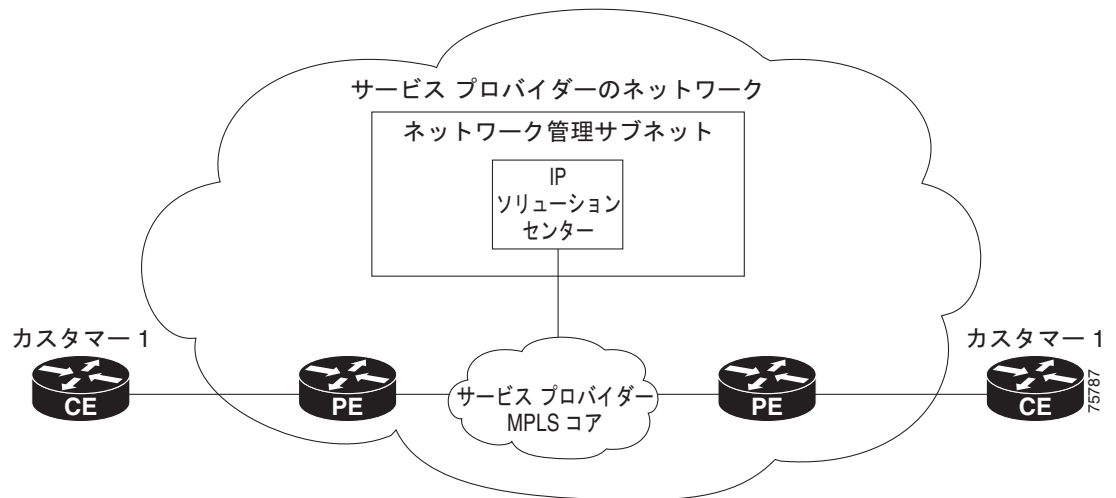 サービス プロバイダーのネットワーク
ネットワーク管理サブネット
IP
ソリューション
センター
カスタマー 1
カスタマー 1
CE
PE
サービス プロバイダー
MPLS コア
PE
CE
75787